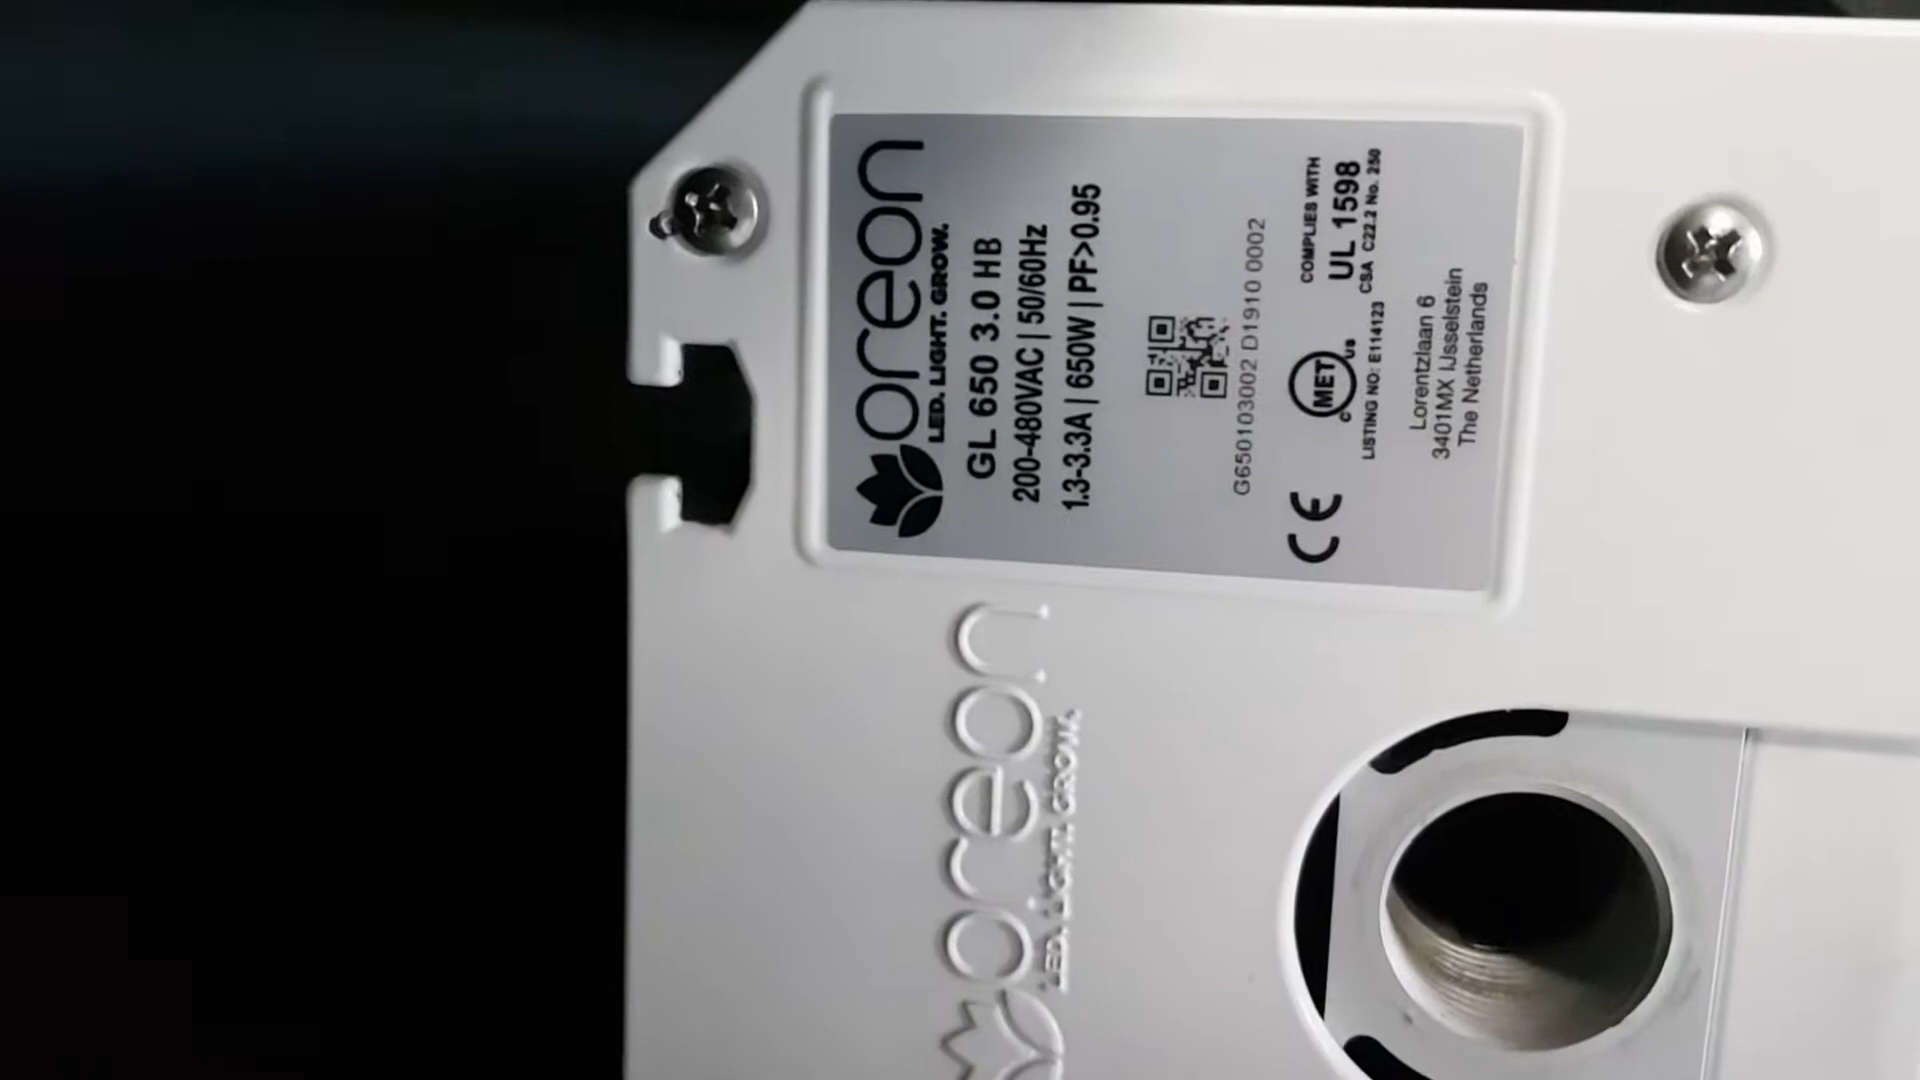 oreon
LED. LIGHT. GROW.
GL 650 3.0 HB
200-480VAC | 50/60Hz
1.3-3.3A | 650W | PF>0.95
G650103002 D1910 0002
CE
c MET us
LISTING NO: E114123
COMPLIES WITH
UL 1598
CSA C22.2 No. 250
Lorentzlaan 6
3401MX IJsselstein
The Netherlands
oreon
LED. LIGHT. GROW.